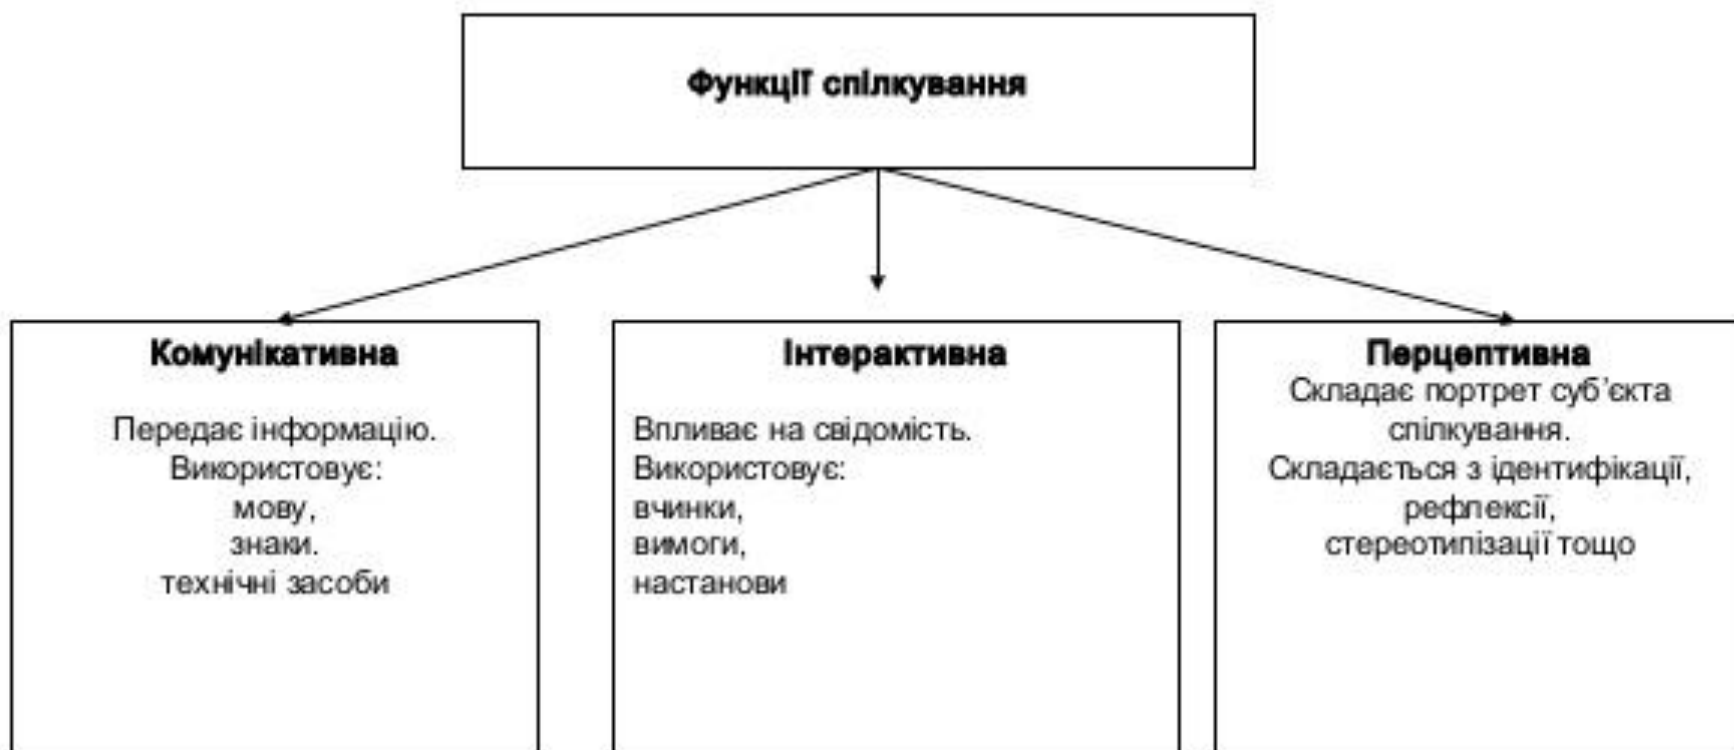 Функції спілкування
Комунікативна
Передає інформацію.
Використовує:
мову,
знаки.
технічні засоби
Інтерактивна
Впливає на свідомість.
Використовує:
вчинки,
вимоги,
настанови
Перцептивна
Складає портрет суб’єкта
спілкування.
Складається з ідентифікації,
рефлексії,
стереотипізації тощо